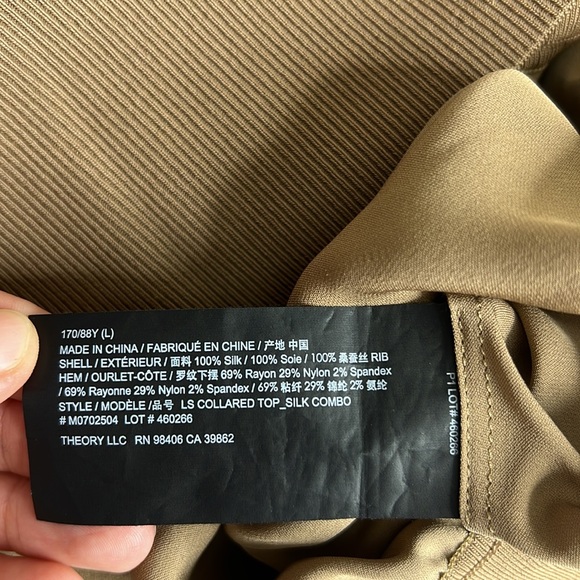 170/88Y (L)
MADE IN CHINA / FABRIQUÉ EN CHINE / 产地 中国
SHELL / EXTÉRIEUR / 面料 100% Silk / 100% Soie / 100% 桑蚕丝 RIB
HEM / OURLET-CÔTE / 罗纹下摆 69% Rayon 29% Nylon 2% Spandex
/ 69% Rayonne 29% Nylon 2% Spandex / 69% 粘纤 29% 锦纶 2% 氨纶
STYLE / MODÈLE /品号 LS COLLARED TOP_SILK COMBO
# M0702504 LOT # 460266
THEORY LLC RN 98406 CA 39862
P1 LOT# 460266